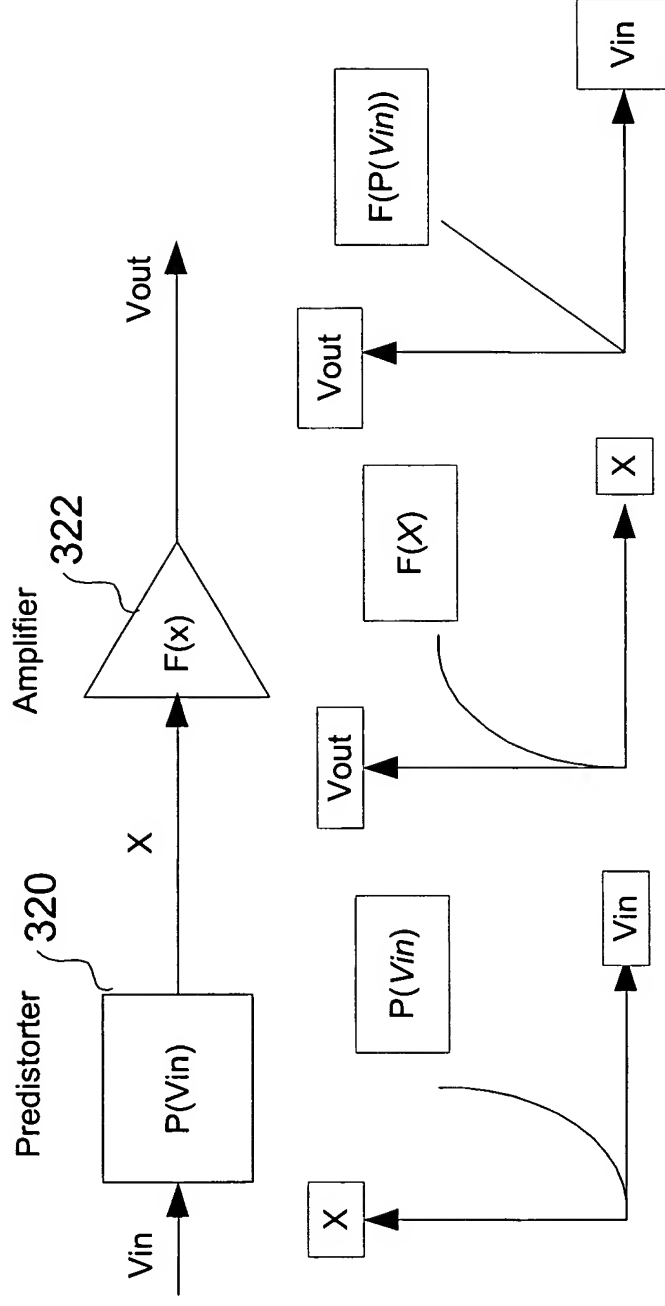 Predistorter
320
Amplifier
322
Vin
P(Vin)
X
F(x)
Vout
X
P(Vin)
Vin
Vout
F(X)
X
Vout
F(P(Vin))
Vin